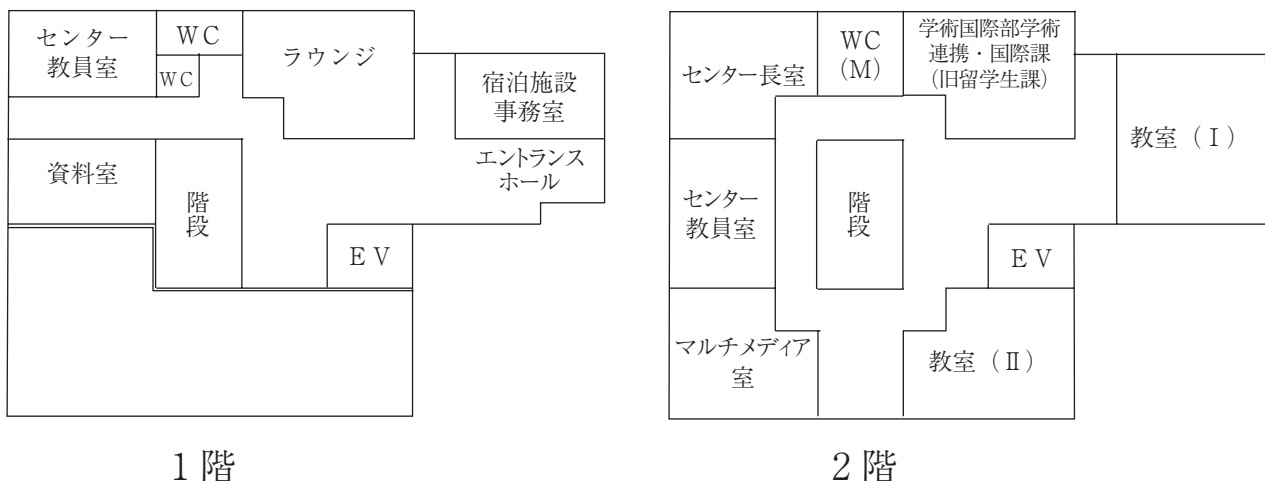 センター
教員室
WC
WC
ラウンジ
宿泊施設
事務室
資料室
階段
エントランス
ホール
EV
1階
センター長室
WC
(M)
学術国際部学術
連携・国際課
(旧留学生課)
教室(Ⅰ)
センター
教員室
階段
EV
マルチメディア
室
教室(Ⅱ)
2階